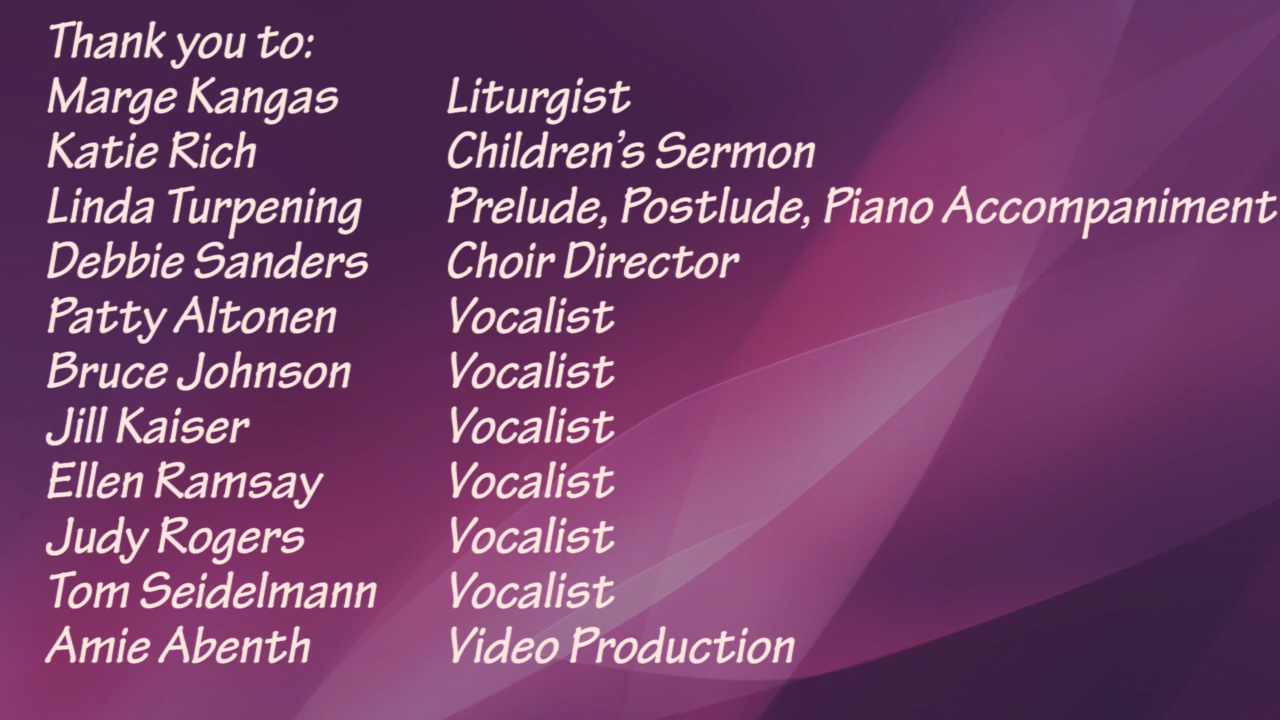 Thank you to:
Marge Kangas Liturgist
Katie Rich Children’s Sermon
Linda Turpening Prelude, Postlude, Piano Accompaniment
Debbie Sanders Choir Director
Patty Altonen Vocalist
Bruce Johnson Vocalist
Jill Kaiser Vocalist
Ellen Ramsay Vocalist
Judy Rogers Vocalist
Tom Seidelmann Vocalist
Amie Abenth Video Production